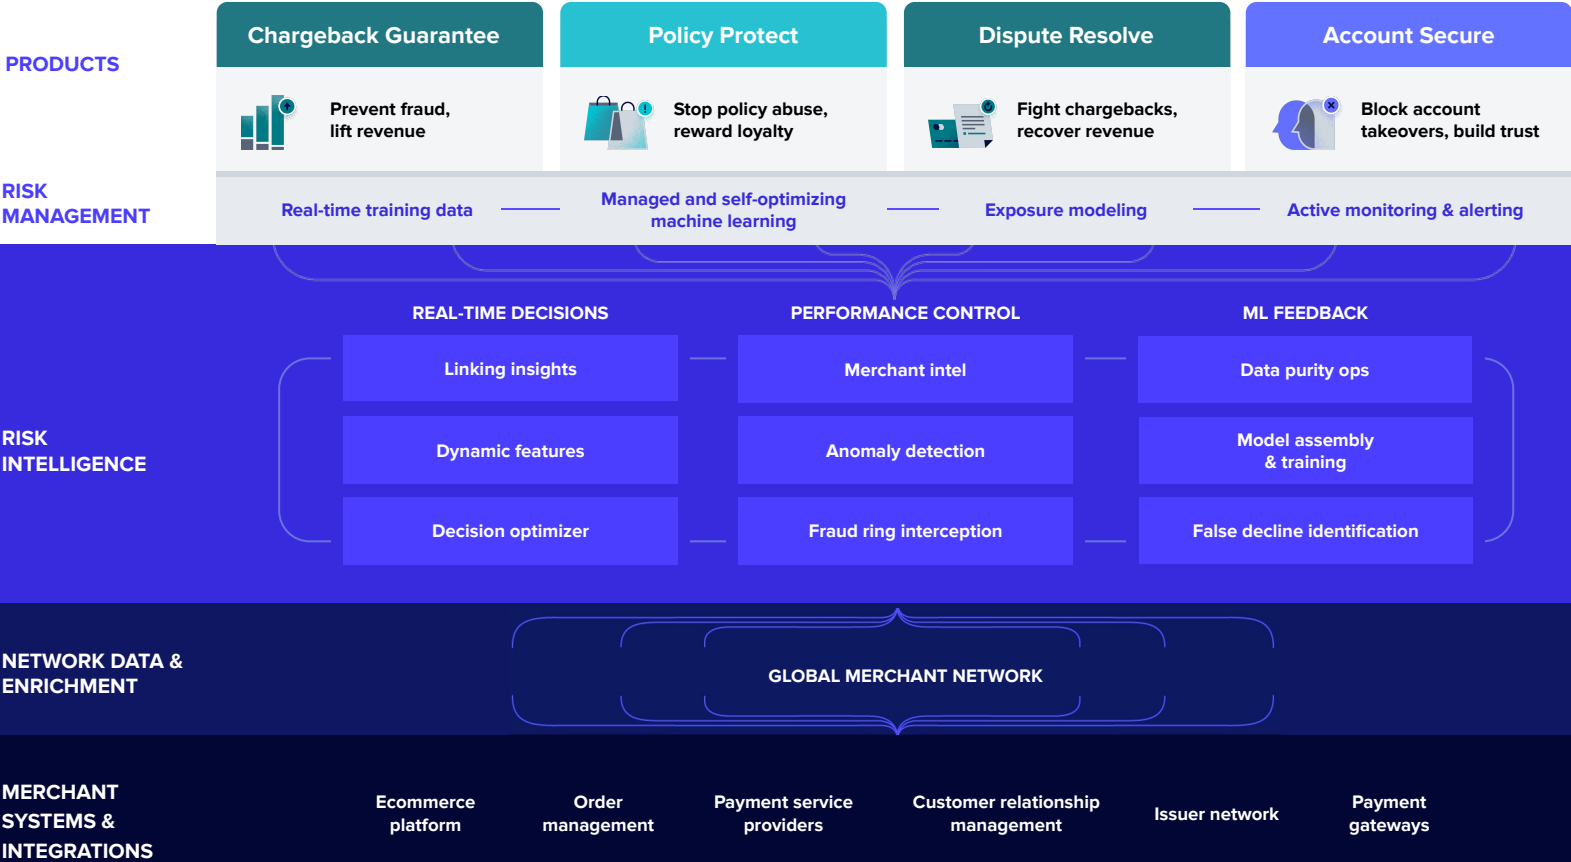 PRODUCTS
Chargeback Guarantee
Policy Protect
Dispute Resolve
Account Secure
Prevent fraud,
lift revenue
Stop policy abuse,
reward loyalty
Fight chargebacks,
recover revenue
Block account
takeovers, build trust
RISK
MANAGEMENT
Real-time training data
Managed and self-optimizing
machine learning
Exposure modeling
Active monitoring & alerting
RISK
INTELLIGENCE
REAL-TIME DECISIONS
Linking insights
Dynamic features
Decision optimizer
PERFORMANCE CONTROL
Merchant intel
Anomaly detection
Fraud ring interception
ML FEEDBACK
Data purity ops
Model assembly
& training
False decline identification
NETWORK DATA &
ENRICHMENT
GLOBAL MERCHANT NETWORK
MERCHANT
SYSTEMS &
INTEGRATIONS
Ecommerce
platform
Order
management
Payment service
providers
Customer relationship
management
Issuer network
Payment
gateways